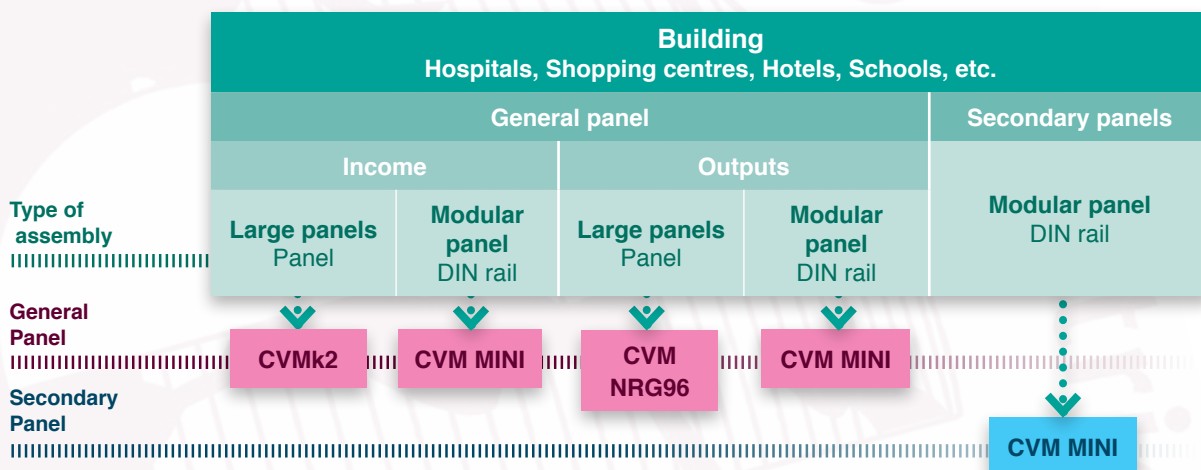 Building
Hospitals, Shopping centres, Hotels, Schools, etc.
General panel
Secondary panels
Income
Outputs
Type of
assembly
Large panels
Panel
Modular
panel
DIN rail
Large panels
Panel
Modular
panel
DIN rail
Modular panel
DIN rail
General
Panel
CVMk2
CVM MINI
CVM
NRG96
CVM MINI
Secondary
Panel
CVM MINI